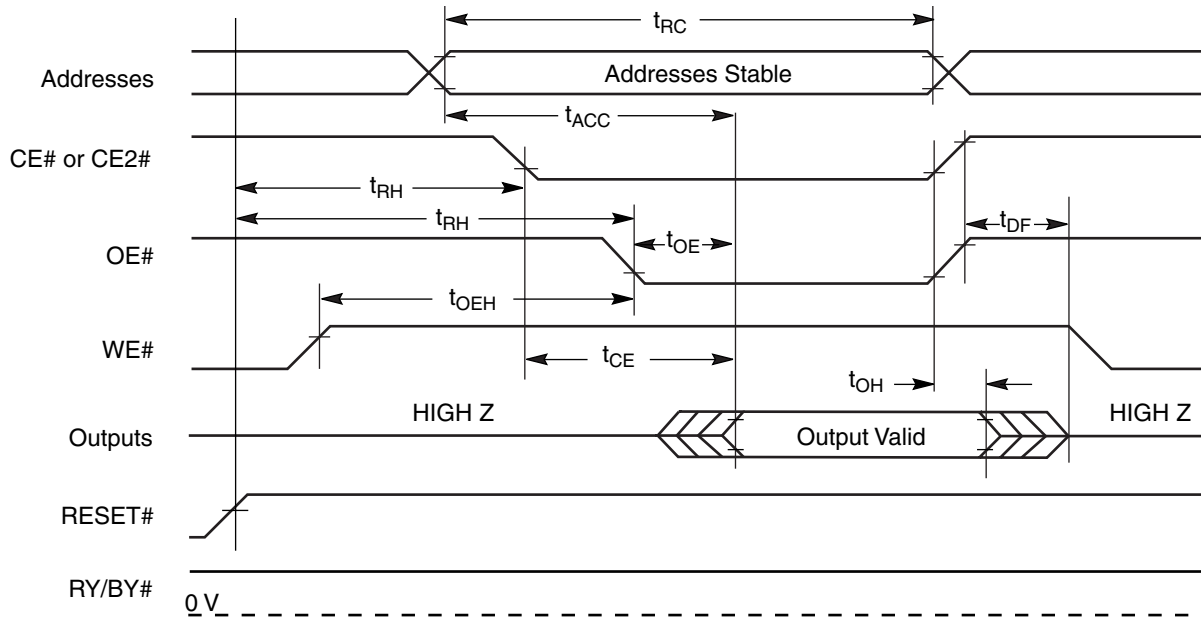 tRC
Addresses
Addresses Stable
tACC
CE# or CE2#
tRH
tRH
tDF
OE#
tOE
tOEH
WE#
tCE
tOH
HIGH Z
HIGH Z
Outputs
Output Valid
RESET#
RY/BY#
0 V